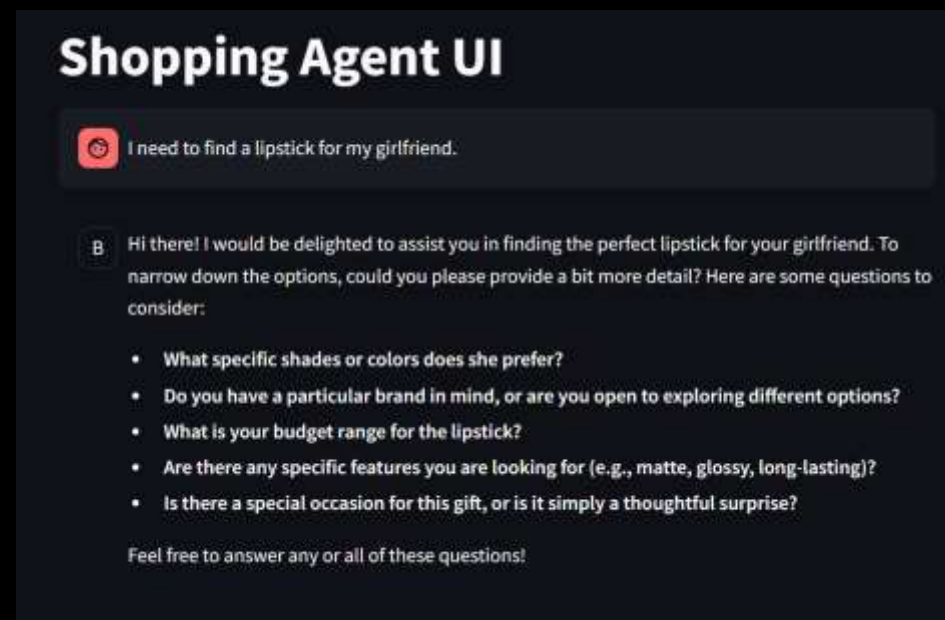 Shopping Agent UI
I need to find a lipstick for my girlfriend.
B
Hi there! I would be delighted to assist you in finding the perfect lipstick for your girlfriend. To
narrow down the options, could you please provide a bit more detail? Here are some questions to
consider:
• What specific shades or colors does she prefer?
• Do you have a particular brand in mind, or are you open to exploring different options?
• What is your budget range for the lipstick?
• Are there any specific features you are looking for (e.g., matte, glossy, long-lasting)?
• Is there a special occasion for this gift, or is it simply a thoughtful surprise?
Feel free to answer any or all of these questions!